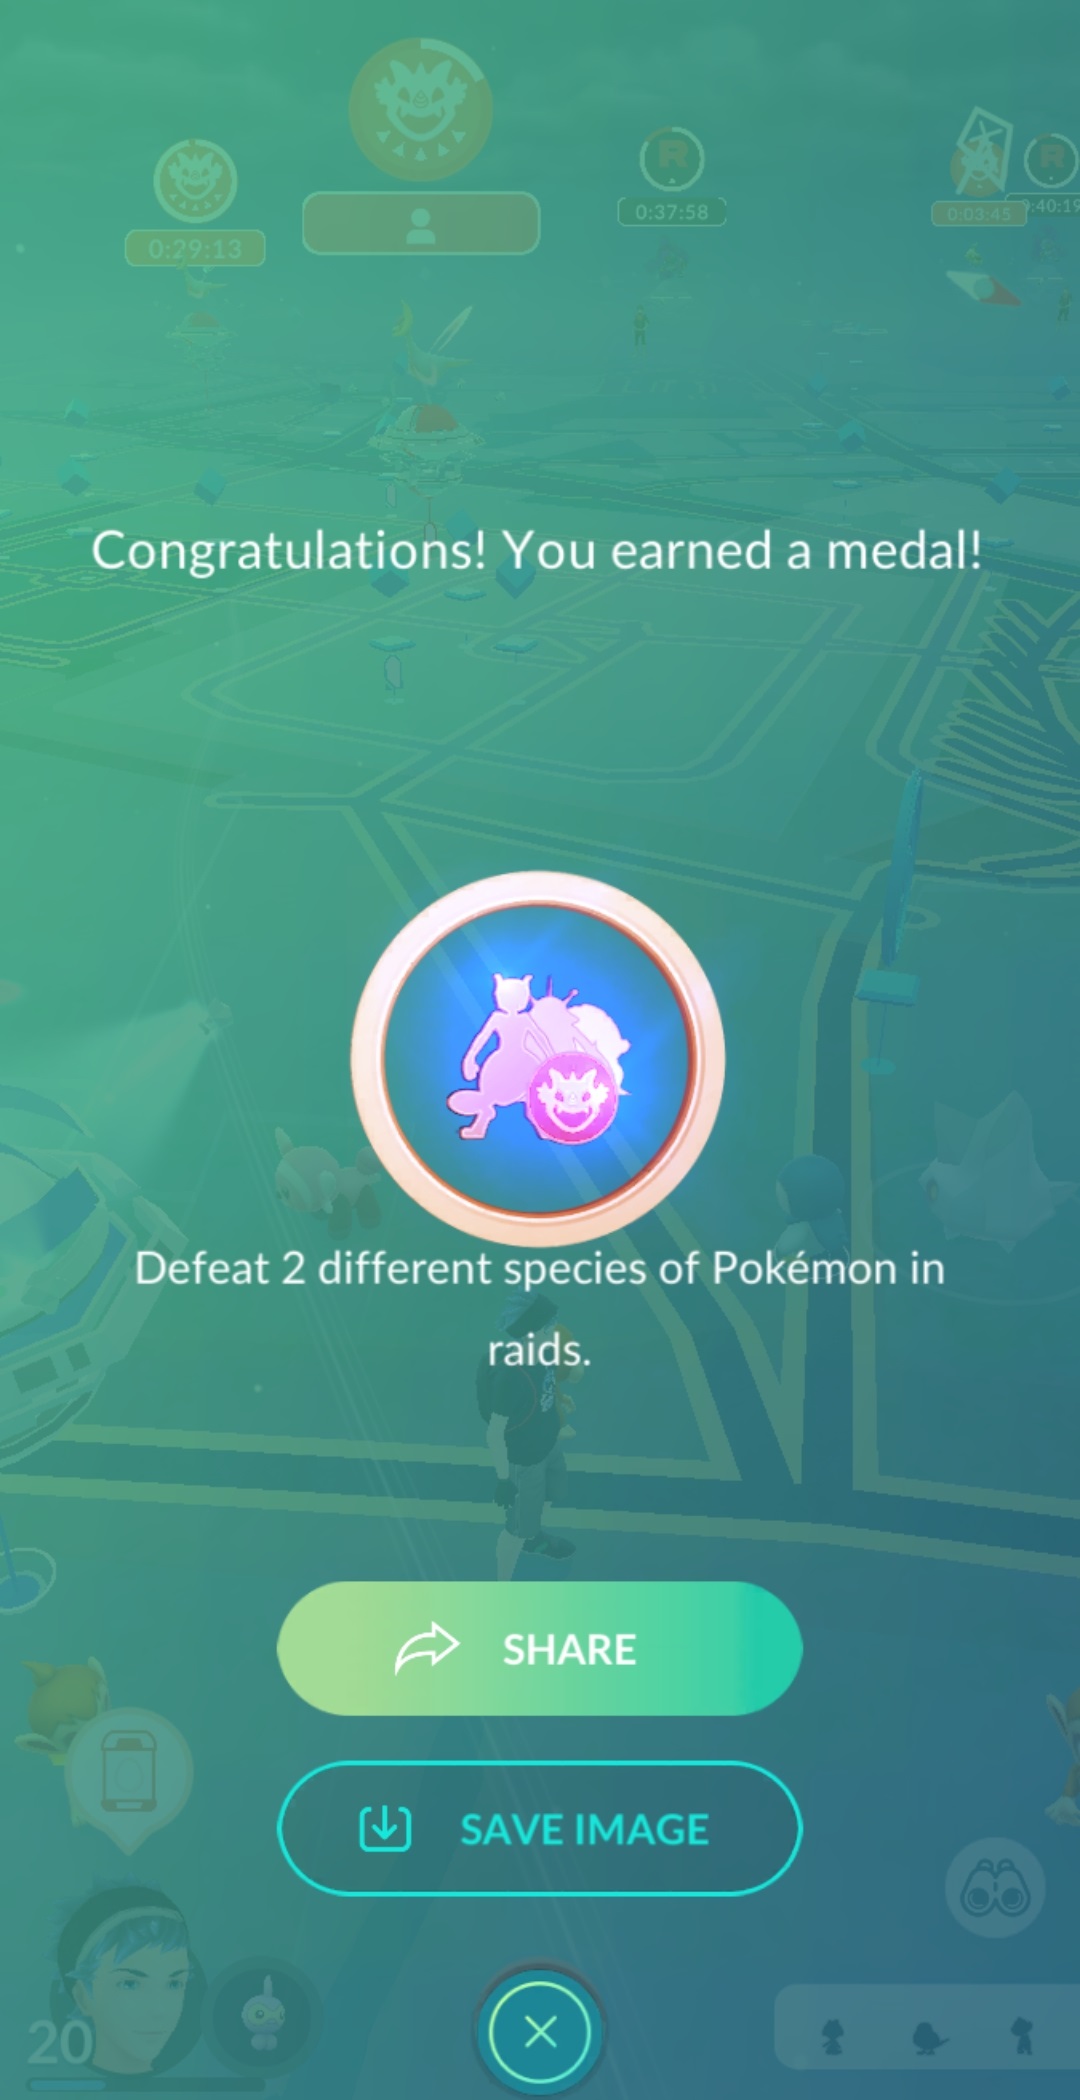 R
R
0:37:58
0:40:19
0:03:45
0:29:13
Congratulations! You earned a medal!
Defeat 2 different species of Pokémon in
raids.
SHARE
SAVE IMAGE
20